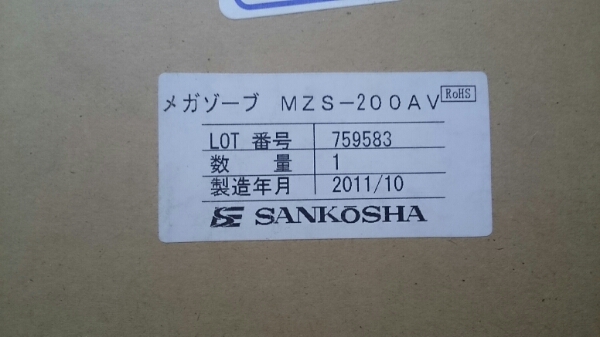 メガゾーブ MZS-200AV RoHS
LOT 番号 759583
数 量 1
製造年月 2011/10
SANKŌSHA